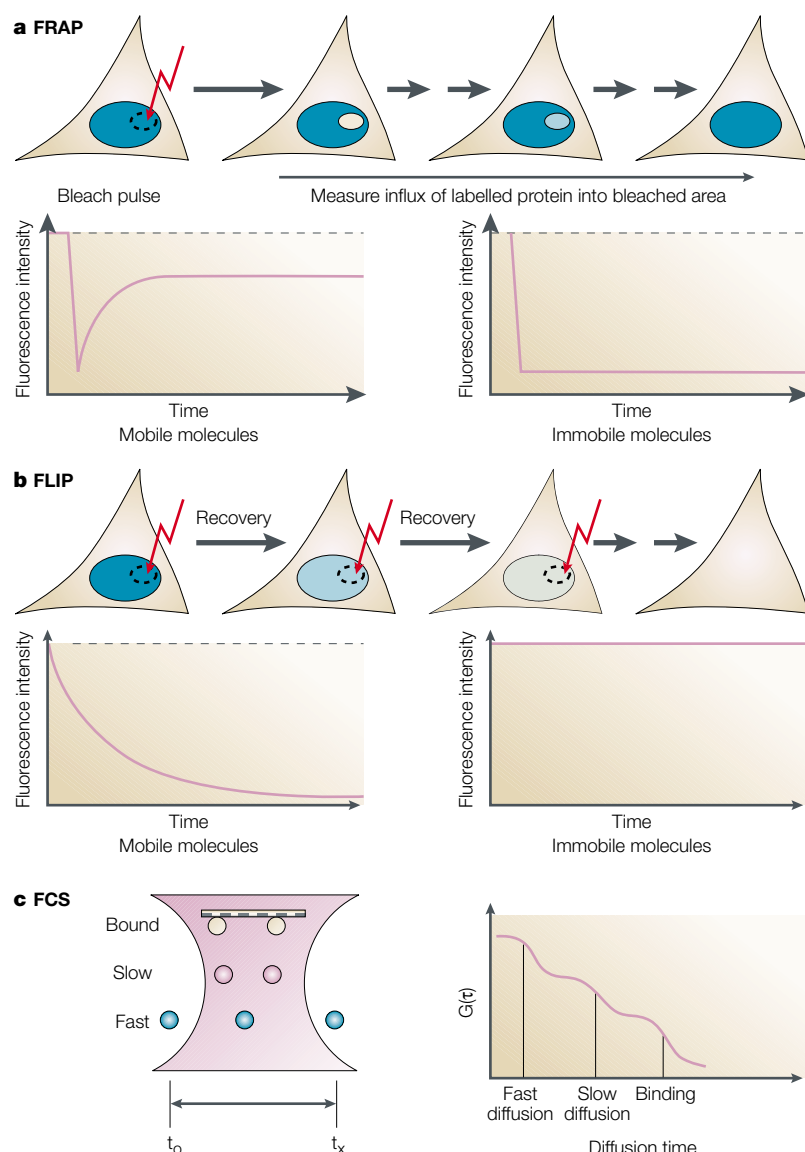 a FRAP
Bleach pulse
Measure influx of labelled protein into bleached area
Fluorescence intensity
Time
Mobile molecules
Fluorescence intensity
Time
Immobile molecules
b FLIP
Recovery
Recovery
Fluorescence intensity
Time
Mobile molecules
Fluorescence intensity
Time
Immobile molecules
c FCS
Bound
Slow
Fast
t₀
tₓ
G(τ)
Fast
diffusion
Slow
diffusion
Binding
Diffusion time